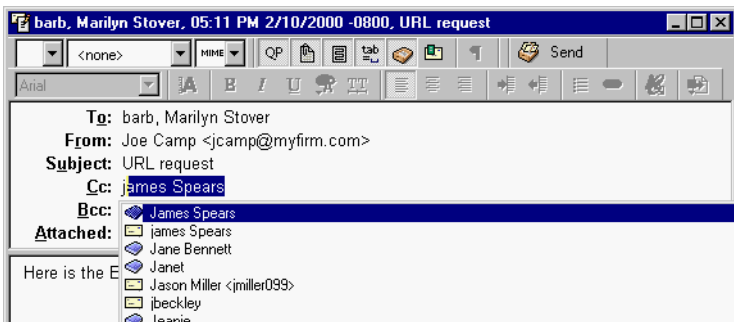 barb, Marilyn Stover, 05:11 PM 2/10/2000 -0800, URL request
<none> MIME QP tab Send
Arial B I U TT
To: barb, Marilyn Stover
From: Joe Camp <jcamp@myfirm.com>
Subject: URL request
Cc: james Spears
Bcc: James Spears
Attached: james Spears
Jane Bennett
Here is the E Janet
Jason Miller <jmiller099>
jbeckley
Jeanie